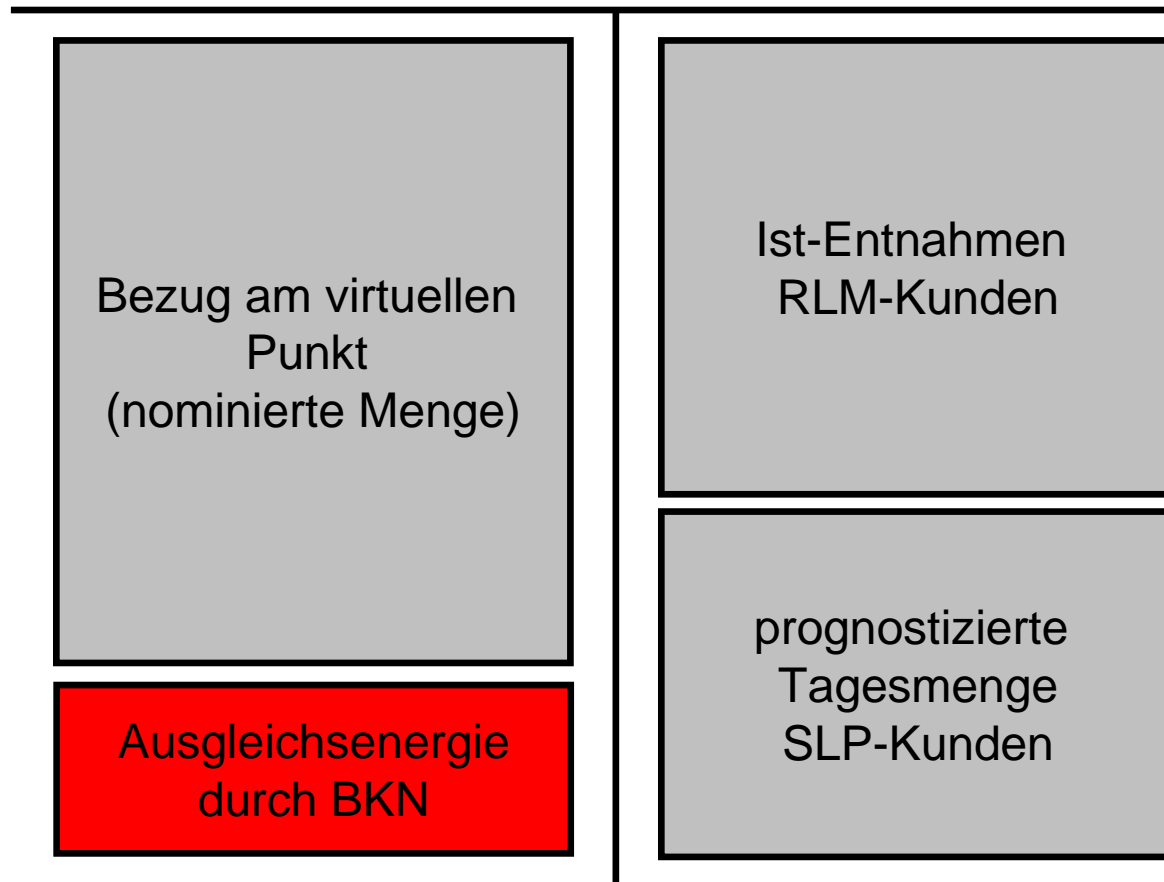 Bezug am virtuellen
Punkt
(nominierte Menge)
Ausgleichsenergie
durch BKN
Ist-Entnahmen
RLM-Kunden
prognostizierte
Tagesmenge
SLP-Kunden